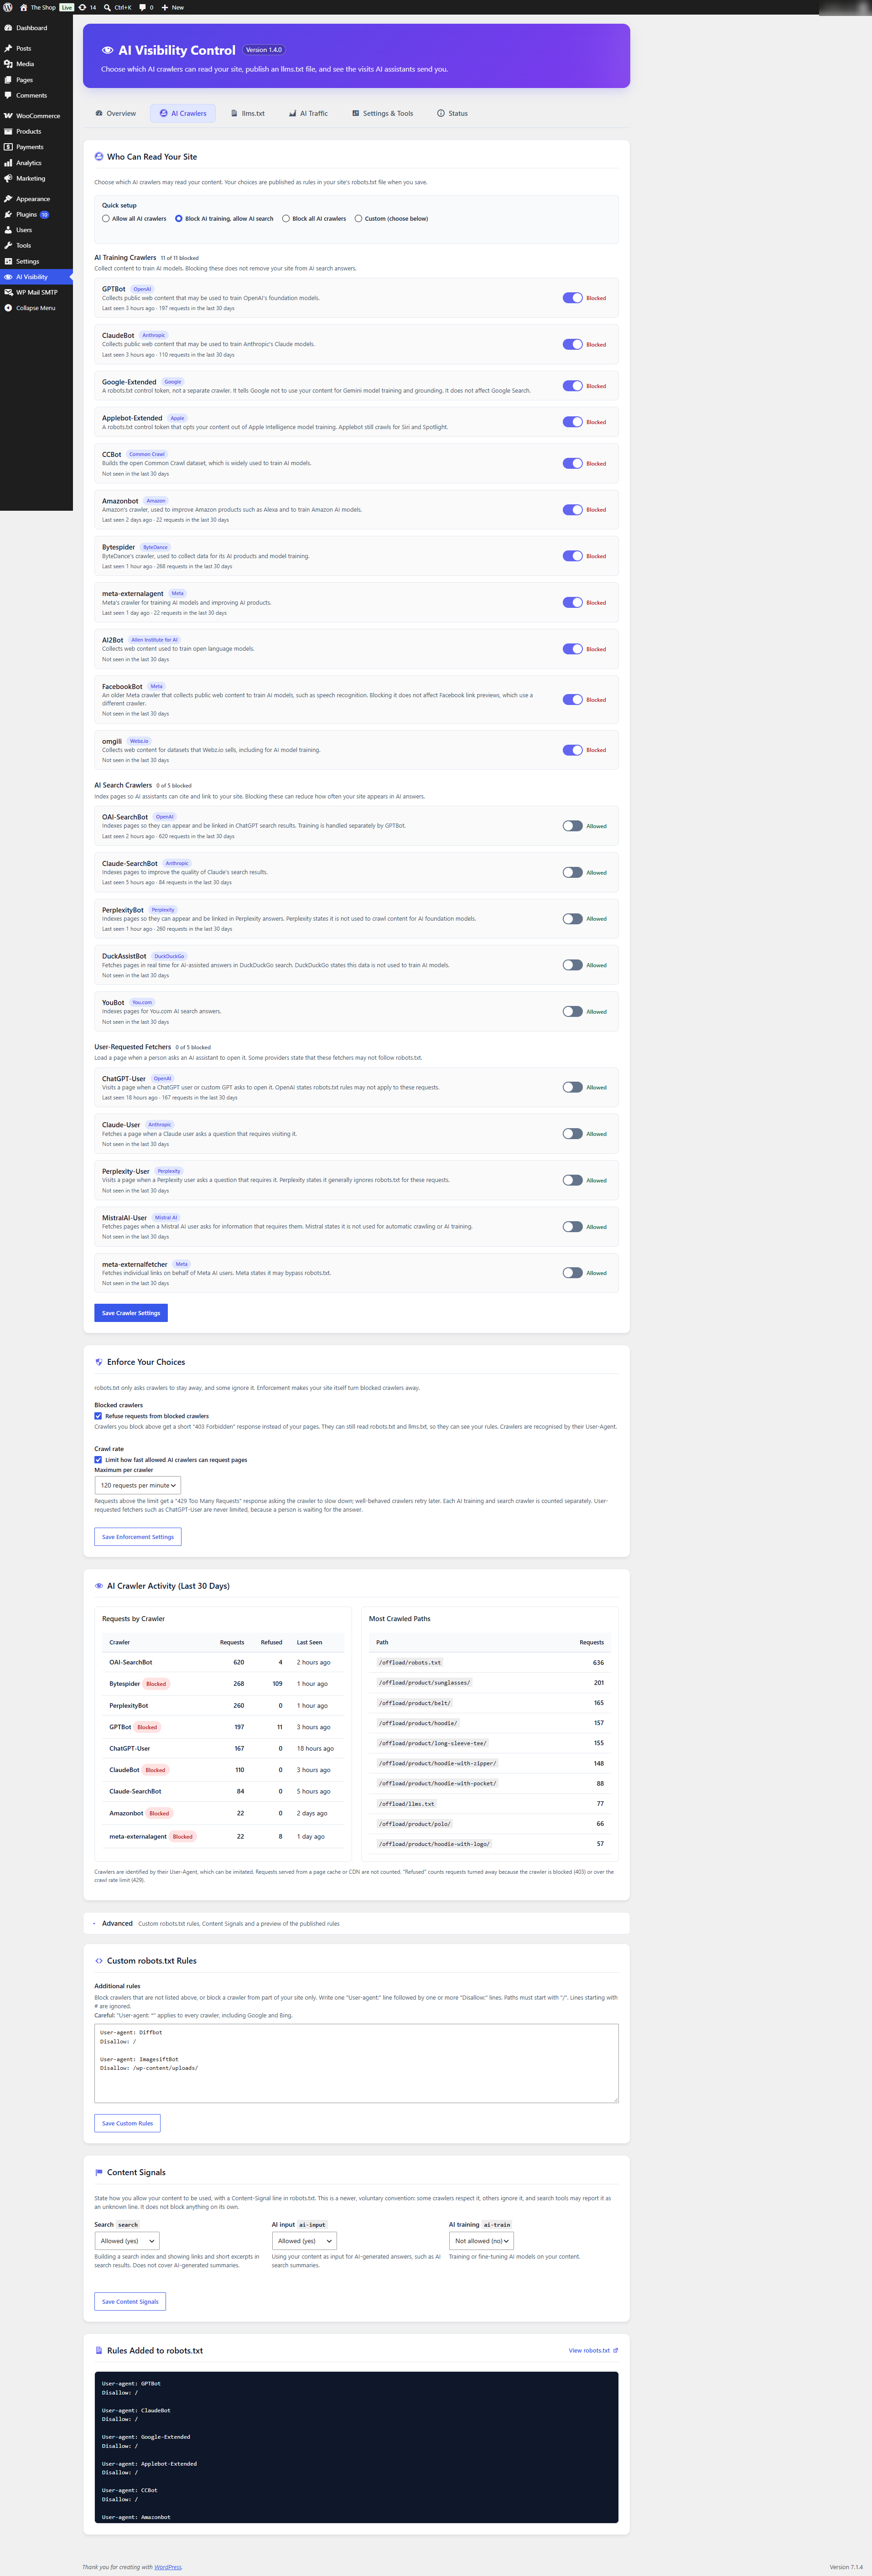 The Shop Live 14 Ctrl+K 0 New
Dashboard
Posts
Media
Pages
Comments
WooCommerce
Products
Payments
Analytics
Marketing
Appearance
Plugins 10
Users
Tools
Settings
AI Visibility
WP Mail SMTP
Collapse Menu
AI Visibility Control Version 1.4.0
Choose which AI crawlers can read your site, publish an llms.txt file, and see the visits AI assistants send you.
Overview AI Crawlers llms.txt AI Traffic Settings & Tools Status
Who Can Read Your Site
Choose which AI crawlers may read your content. Your choices are published as rules in your site's robots.txt file when you save.
Quick setup
Allow all AI crawlers Block AI training, allow AI search Block all AI crawlers Custom (choose below)
AI Training Crawlers 11 of 11 blocked
Collect content to train AI models. Blocking these does not remove your site from AI search answers.
GPTBot OpenAI
Collects public web content that may be used to train OpenAI's foundation models.
Last seen 3 hours ago · 197 requests in the last 30 days
Blocked
ClaudeBot Anthropic
Collects public web content that may be used to train Anthropic's Claude models.
Last seen 3 hours ago · 110 requests in the last 30 days
Blocked
Google-Extended Google
A robots.txt control token, not a separate crawler. It tells Google not to use your content for Gemini model training and grounding. It does not affect Google Search.
Blocked
Applebot-Extended Apple
A robots.txt control token that opts your content out of Apple Intelligence model training. Applebot still crawls for Siri and Spotlight.
Blocked
CCBot Common Crawl
Builds the open Common Crawl dataset, which is widely used to train AI models.
Not seen in the last 30 days
Blocked
Amazonbot Amazon
Amazon's crawler, used to improve Amazon products such as Alexa and to train Amazon AI models.
Last seen 2 days ago · 22 requests in the last 30 days
Blocked
Bytespider ByteDance
ByteDance's crawler, used to collect data for its AI products and model training.
Last seen 1 hour ago · 268 requests in the last 30 days
Blocked
meta-externalagent Meta
Meta's crawler for training AI models and improving AI products.
Last seen 1 day ago · 22 requests in the last 30 days
Blocked
AI2Bot Allen Institute for AI
Collects web content used to train open language models.
Not seen in the last 30 days
Blocked
FacebookBot Meta
An older Meta crawler that collects public web content to train AI models, such as speech recognition. Blocking it does not affect Facebook link previews, which use a
different crawler.
Not seen in the last 30 days
Blocked
omgili Webz.io
Collects web content for datasets that Webz.io sells, including for AI model training.
Not seen in the last 30 days
Blocked
AI Search Crawlers 0 of 5 blocked
Index pages so AI assistants can cite and link to your site. Blocking these can reduce how often your site appears in AI answers.
OAI-SearchBot OpenAI
Indexes pages so they can appear and be linked in ChatGPT search results. Training is handled separately by GPTBot.
Last seen 2 hours ago · 620 requests in the last 30 days
Allowed
Claude-SearchBot Anthropic
Indexes pages to improve the quality of Claude's search results.
Last seen 5 hours ago · 84 requests in the last 30 days
Allowed
PerplexityBot Perplexity
Indexes pages so they can appear and be linked in Perplexity answers. Perplexity states it is not used to crawl content for AI foundation models.
Last seen 1 hour ago · 260 requests in the last 30 days
Allowed
DuckAssistBot DuckDuckGo
Fetches pages in real time for AI-assisted answers in DuckDuckGo search. DuckDuckGo states this data is not used to train AI models.
Not seen in the last 30 days
Allowed
YouBot You.com
Indexes pages for You.com AI search answers.
Not seen in the last 30 days
Allowed
User-Requested Fetchers 0 of 5 blocked
Load a page when a person asks an AI assistant to open it. Some providers state that these fetchers may not follow robots.txt.
ChatGPT-User OpenAI
Visits a page when a ChatGPT user or custom GPT asks to open it. OpenAI states robots.txt rules may not apply to these requests.
Last seen 18 hours ago · 167 requests in the last 30 days
Allowed
Claude-User Anthropic
Fetches a page when a Claude user asks a question that requires visiting it.
Not seen in the last 30 days
Allowed
Perplexity-User Perplexity
Visits a page when a Perplexity user asks a question that requires it. Perplexity states it generally ignores robots.txt for these requests.
Not seen in the last 30 days
Allowed
MistralAI-User Mistral AI
Fetches pages when a Mistral AI user asks for information that requires them. Mistral states it is not used for automatic crawling or AI training.
Not seen in the last 30 days
Allowed
meta-externalfetcher Meta
Fetches individual links on behalf of Meta AI users. Meta states it may bypass robots.txt.
Not seen in the last 30 days
Allowed
Save Crawler Settings
Enforce Your Choices
robots.txt only asks crawlers to stay away, and some ignore it. Enforcement makes your site itself turn blocked crawlers away.
Blocked crawlers
Refuse requests from blocked crawlers
Crawlers you block above get a short "403 Forbidden" response instead of your pages. They can still read robots.txt and llms.txt, so they can see your rules. Crawlers are recognised by their User-Agent.
Crawl rate
Limit how fast allowed AI crawlers can request pages
Maximum per crawler
120 requests per minute
Requests above the limit get a "429 Too Many Requests" response asking the crawler to slow down; well-behaved crawlers retry later. Each AI training and search crawler is counted separately. User-
requested fetchers such as ChatGPT-User are never limited, because a person is waiting for the answer.
Save Enforcement Settings
AI Crawler Activity (Last 30 Days)
Requests by Crawler
Crawler Requests Refused Last Seen
OAI-SearchBot 620 4 2 hours ago
Bytespider Blocked 268 109 1 hour ago
PerplexityBot 260 0 1 hour ago
GPTBot Blocked 197 11 3 hours ago
ChatGPT-User 167 0 18 hours ago
ClaudeBot Blocked 110 0 3 hours ago
Claude-SearchBot 84 0 5 hours ago
Amazonbot Blocked 22 0 2 days ago
meta-externalagent Blocked 22 8 1 day ago
Most Crawled Paths
Path Requests
/offload/robots.txt 636
/offload/product/sunglasses/ 201
/offload/product/belt/ 165
/offload/product/hoodie/ 157
/offload/product/long-sleeve-tee/ 155
/offload/product/hoodie-with-zipper/ 148
/offload/product/hoodie-with-pocket/ 88
/offload/llms.txt 77
/offload/product/polo/ 66
/offload/product/hoodie-with-logo/ 57
Crawlers are identified by their User-Agent, which can be imitated. Requests served from a page cache or CDN are not counted. "Refused" counts requests turned away because the crawler is blocked (403) or over the
crawl rate limit (429).
Advanced Custom robots.txt rules, Content Signals and a preview of the published rules
Custom robots.txt Rules
Additional rules
Block crawlers that are not listed above, or block a crawler from part of your site only. Write one "User-agent:" line followed by one or more "Disallow:" lines. Paths must start with "/". Lines starting with
# are ignored.
Careful: "User-agent: *" applies to every crawler, including Google and Bing.
User-agent: Diffbot
Disallow: /
User-agent: ImagesiftBot
Disallow: /wp-content/uploads/
Save Custom Rules
Content Signals
State how you allow your content to be used, with a Content-Signal line in robots.txt. This is a newer, voluntary convention: some crawlers respect it, others ignore it, and search tools may report it as
an unknown line. It does not block anything on its own.
Search search
Allowed (yes)
Building a search index and showing links and short excerpts in
search results. Does not cover AI-generated summaries.
AI input ai-input
Allowed (yes)
Using your content as input for AI-generated answers, such as AI
search summaries.
AI training ai-train
Not allowed (no)
Training or fine-tuning AI models on your content.
Save Content Signals
Rules Added to robots.txt
View robots.txt
User-agent: GPTBot
Disallow: /
User-agent: ClaudeBot
Disallow: /
User-agent: Google-Extended
Disallow: /
User-agent: Applebot-Extended
Disallow: /
User-agent: CCBot
Disallow: /
User-agent: Amazonbot
Thank you for creating with WordPress.
Version 7.1.4